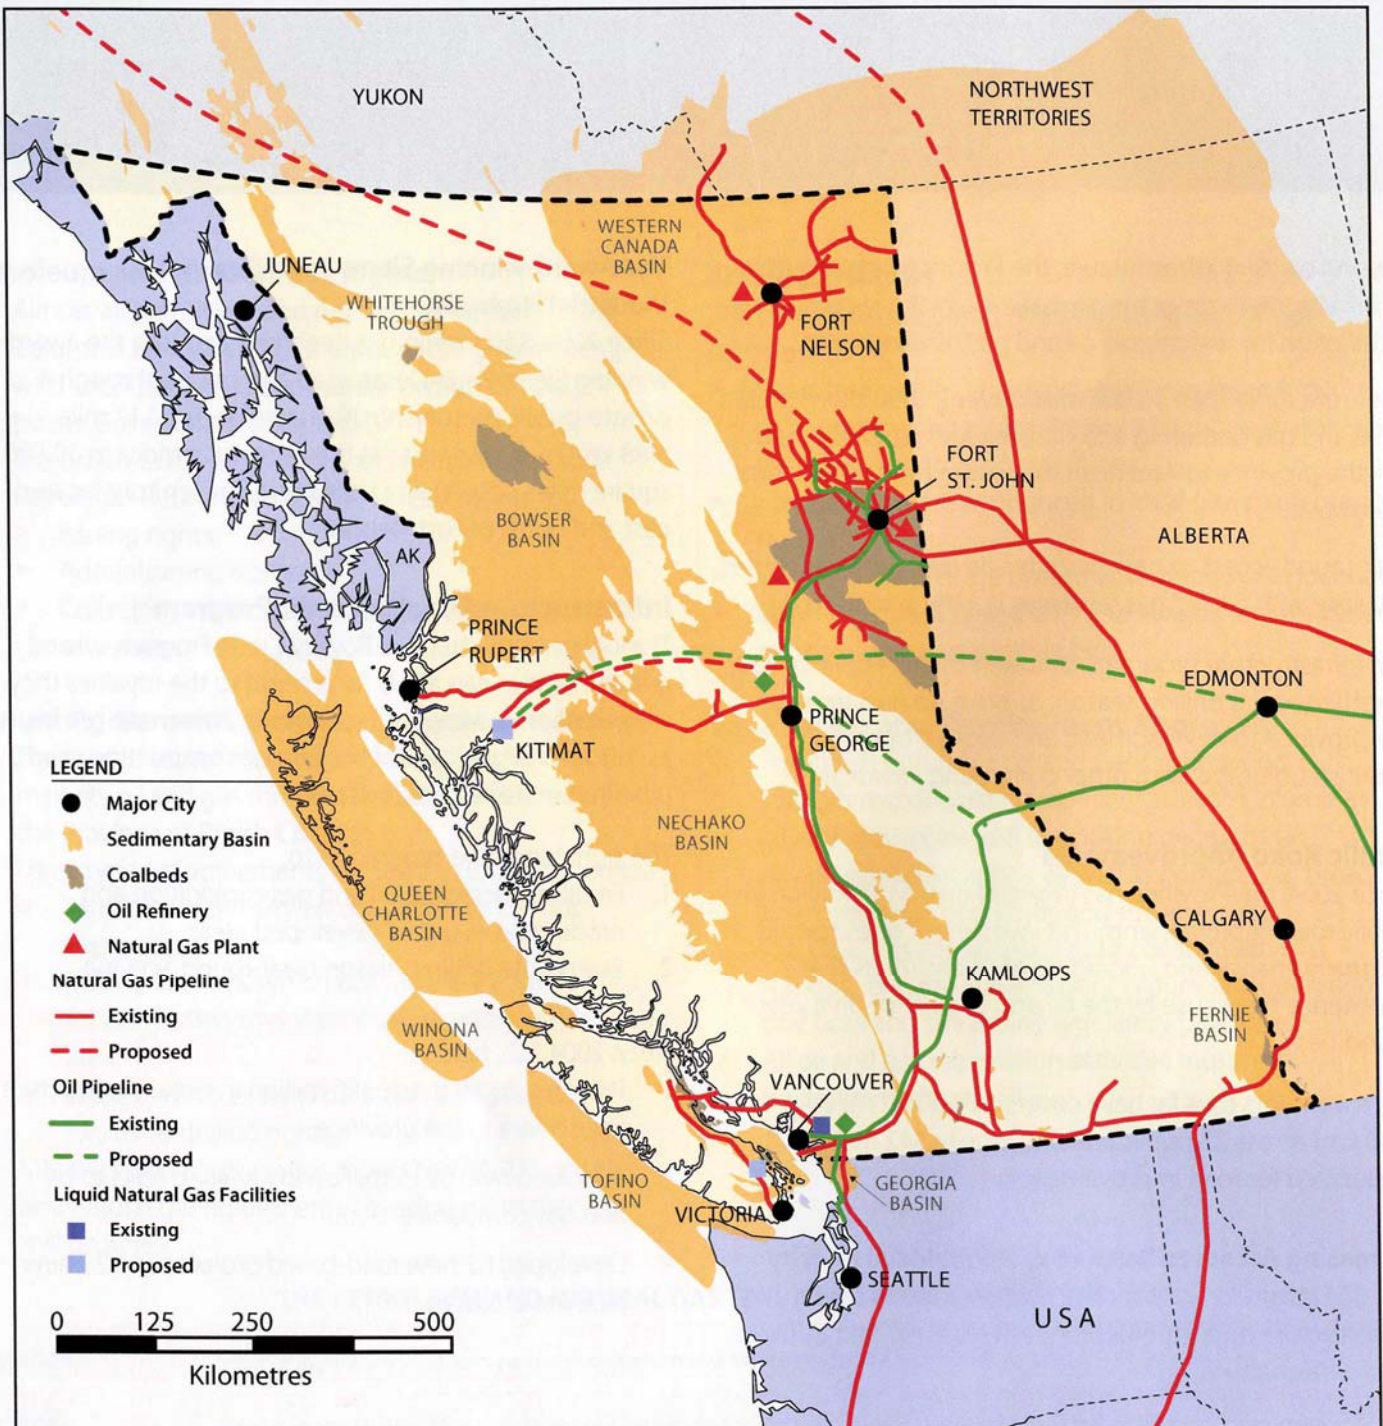 YUKON
NORTHWEST
TERRITORIES
WESTERN
CANADA
BASIN
JUNEAU
WHITEHORSE
TROUGH
FORT
NELSON
FORT
ST. JOHN
BOWSER
BASIN
ALBERTA
AK
PRINCE
RUPERT
EDMONTON
PRINCE
GEORGE
KITIMAT
LEGEND
Major City
Sedimentary Basin
Coalbeds
Oil Refinery
Natural Gas Plant
Natural Gas Pipeline
Existing
Proposed
Oil Pipeline
Existing
Proposed
Liquid Natural Gas Facilities
Existing
Proposed
0 125 250 500
Kilometres
NECHAKO
BASIN
QUEEN
CHARLOTTE
BASIN
CALGARY
KAMLOOPS
FERNIE
BASIN
WINONA
BASIN
VANCOUVER
TOFINO
BASIN
GEORGIA
BASIN
VICTORIA
SEATTLE
USA